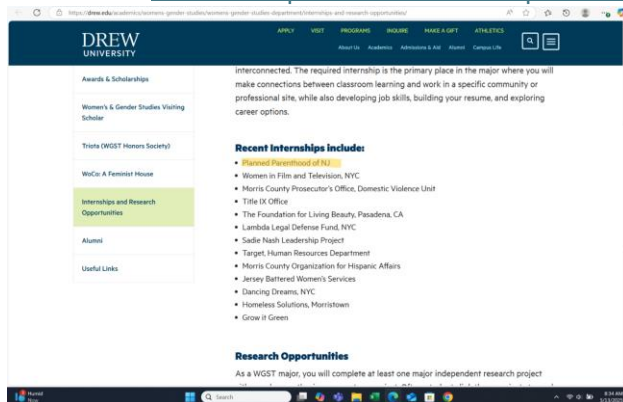 https://drew.edu/academics/womens-gender-studies/womens-gender-studies-department/internships-and-research-opportunities/
DREW
UNIVERSITY
APPLY VISIT PROGRAMS INQUIRE MAKE A GIFT ATHLETICS
About Us Academics Admissions & Aid Alumni Campus Life
Awards & Scholarships
Women's & Gender Studies Visiting
Scholar
Triota (WGST Honors Society)
WoCo: A Feminist House
Internships and Research
Opportunities
Alumni
Useful Links
interconnected. The required internship is the primary place in the major where you will
make connections between classroom learning and work in a specific community or
professional site, while also developing job skills, building your resume, and exploring
career options.
Recent Internships include:
• Planned Parenthood of NJ
• Women in Film and Television, NYC
• Morris County Prosecutor's Office, Domestic Violence Unit
• Title IX Office
• The Foundation for Living Beauty, Pasadena, CA
• Lambda Legal Defense Fund, NYC
• Sadie Nash Leadership Project
• Target, Human Resources Department
• Morris County Organization for Hispanic Affairs
• Jersey Battered Women's Services
• Dancing Dreams, NYC
• Homeless Solutions, Morristown
• Grow it Green
Research Opportunities
As a WGST major, you will complete at least one major independent research project
Humid
Now
Search
8:34 AM